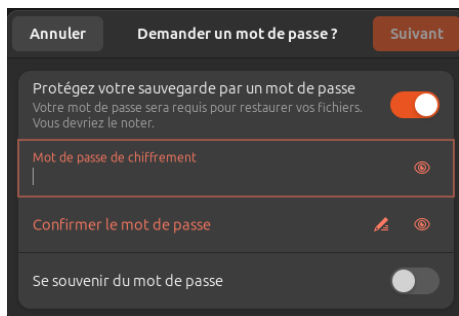 Annuler
Demander un mot de passe ?
Suivant
Protégez votre sauvegarde par un mot de passe
Votre mot de passe sera requis pour restaurer vos fichiers.
Vous devriez le noter.
Mot de passe de chiffrement
Confirmer le mot de passe
Se souvenir du mot de passe